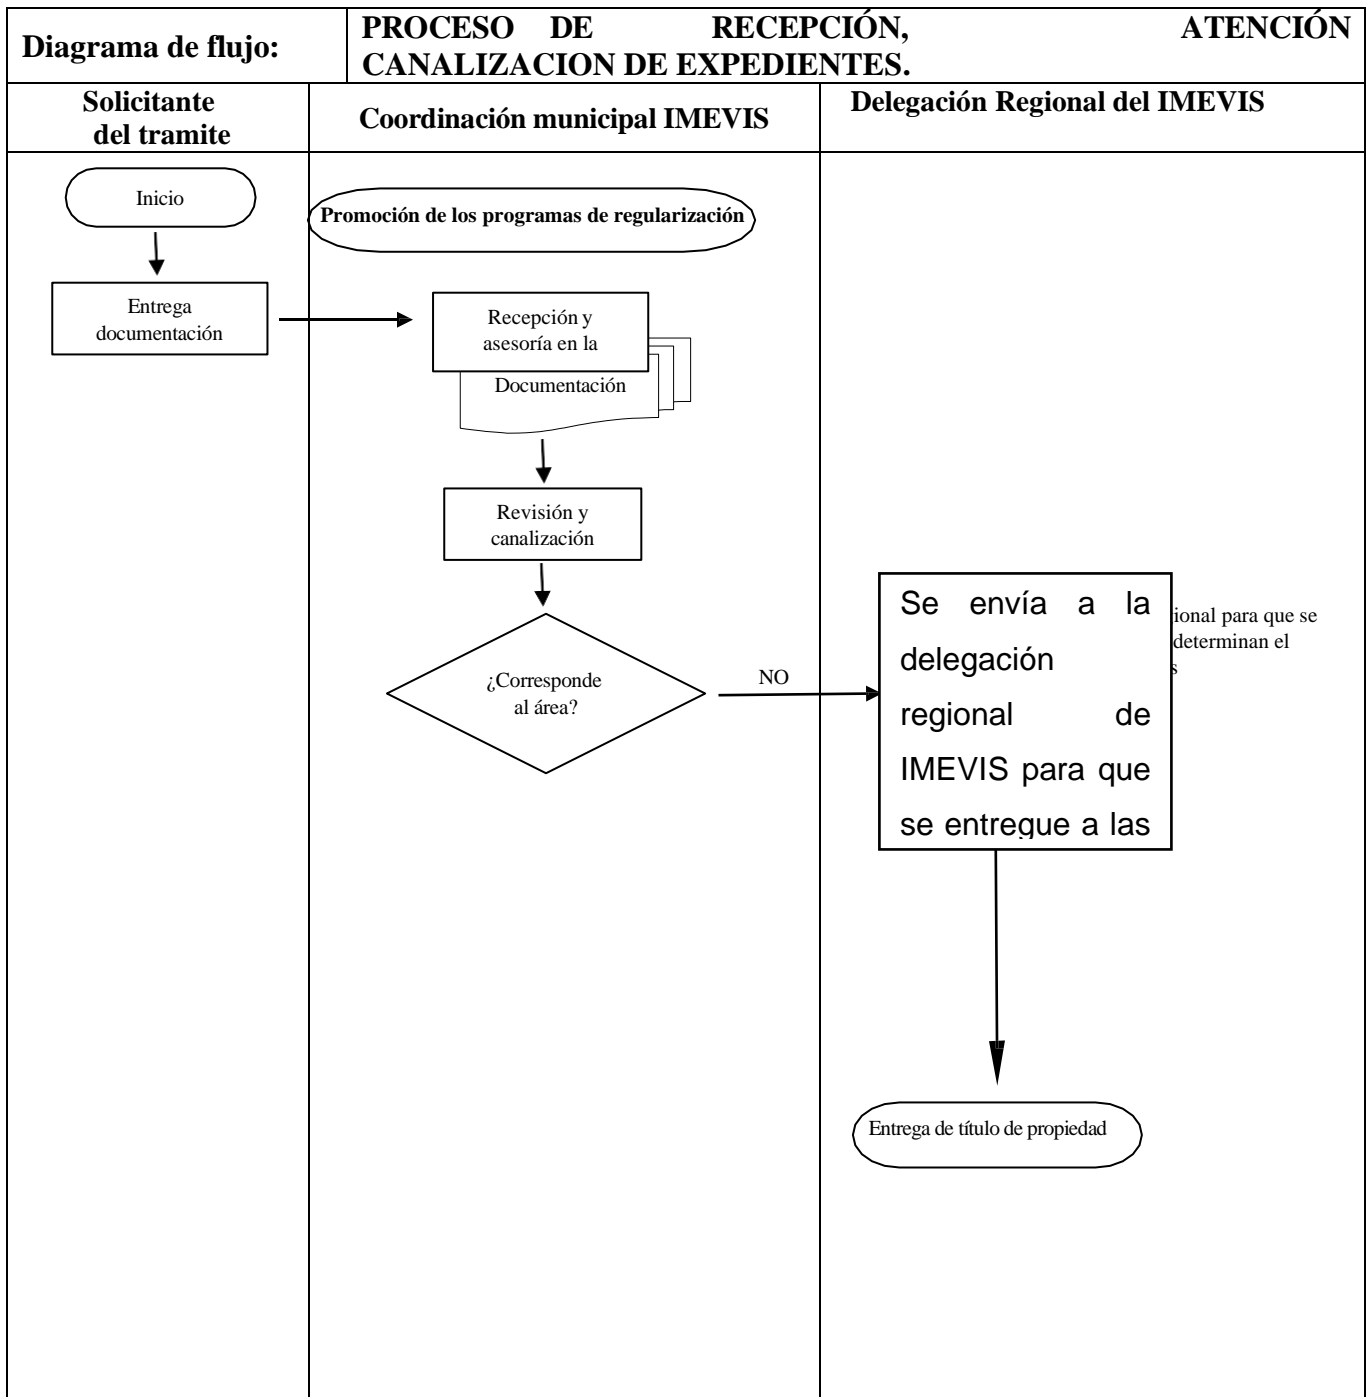 Diagrama de flujo:
PROCESO DE RECEPCIÓN, ATENCIÓN
CANALIZACION DE EXPEDIENTES.
Solicitante
del tramite
Coordinación municipal IMEVIS
Delegación Regional del IMEVIS
Inicio
Promoción de los programas de regularización
Entrega
documentación
Recepción y
asesoría en la
Documentación
Revisión y
canalización
¿Corresponde
al área?
NO
Se envía a la
delegación
regional de
IMEVIS para que
se entregue a las
ional para que se
determinan el
s
Entrega de título de propiedad